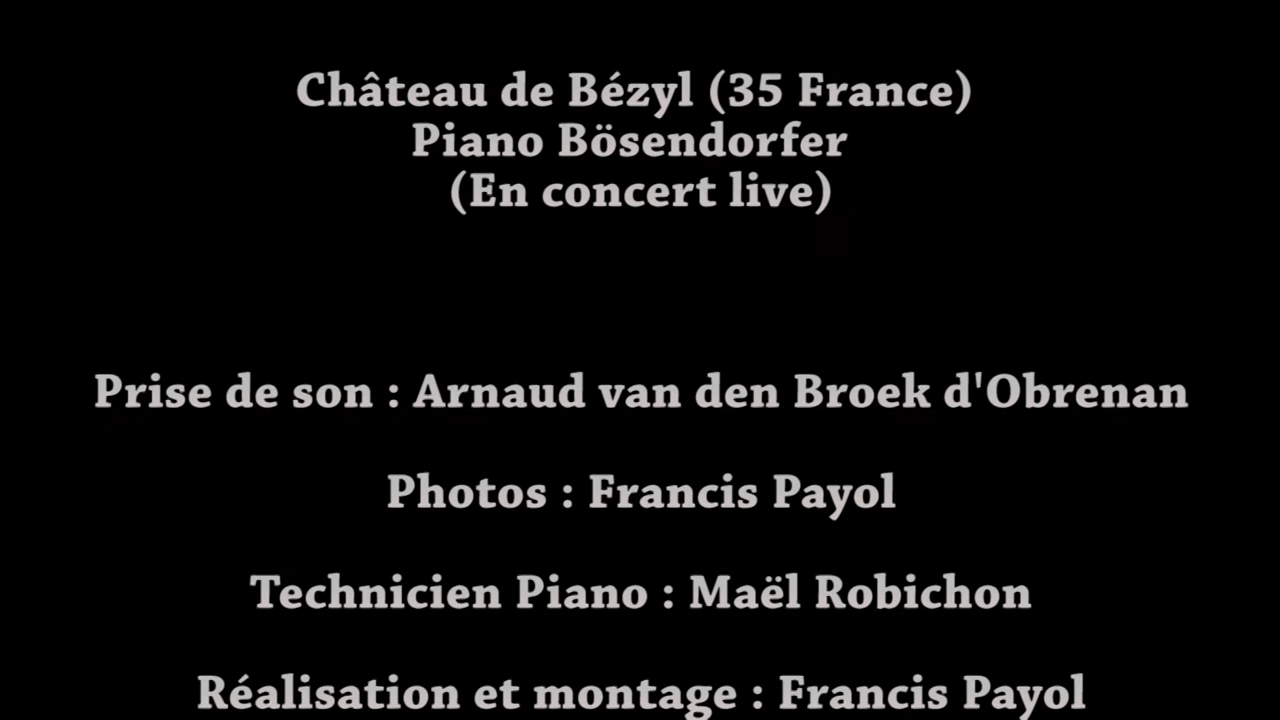 Château de Bézyl (35 France)
Piano Bösendorfer
(En concert live)
Prise de son : Arnaud van den Broek d'Obrenan
Photos : Francis Payol
Technicien Piano : Maël Robichon
Réalisation et montage : Francis Payol